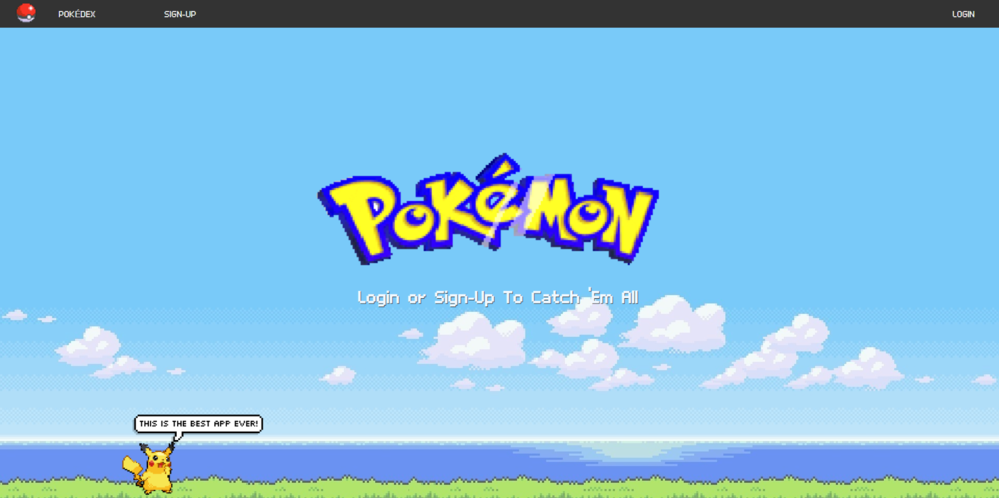 POKÉDEX
SIGN-UP
LOGIN
POKéMON
Login or Sign-Up To Catch 'Em All
THIS IS THE BEST APP EVER!